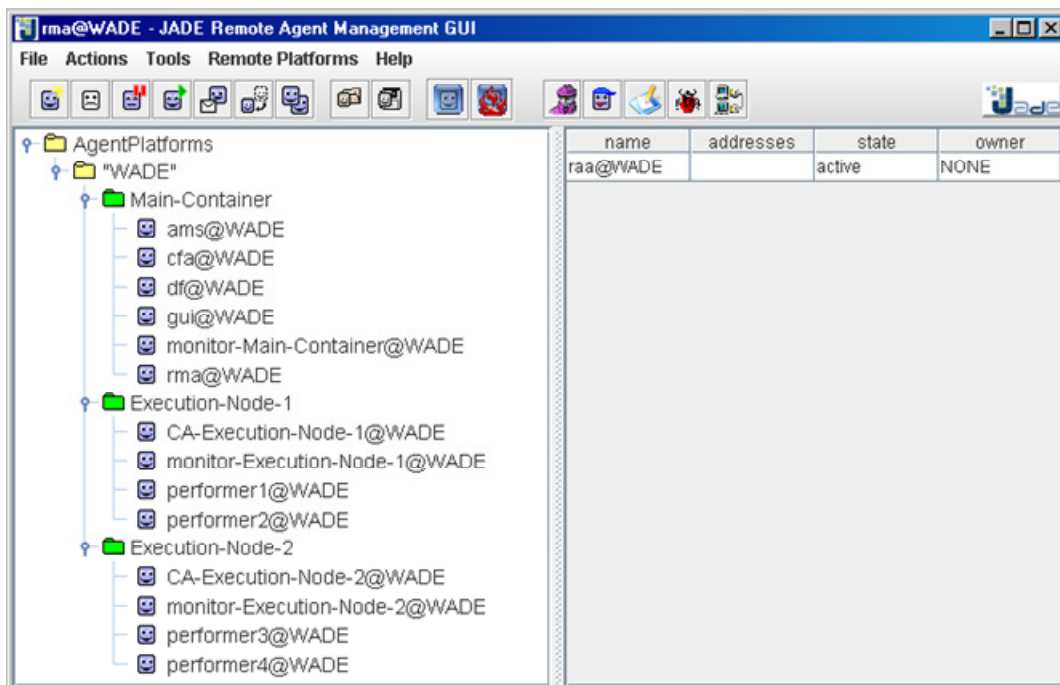 rma@WADE - JADE Remote Agent Management GUI
File Actions Tools Remote Platforms Help
Jade
AgentPlatforms
"WADE"
Main-Container
ams@WADE
cfa@WADE
df@WADE
gui@WADE
monitor-Main-Container@WADE
rma@WADE
Execution-Node-1
CA-Execution-Node-1@WADE
monitor-Execution-Node-1@WADE
performer1@WADE
performer2@WADE
Execution-Node-2
CA-Execution-Node-2@WADE
monitor-Execution-Node-2@WADE
performer3@WADE
performer4@WADE
name addresses state owner
raa@WADE active NONE